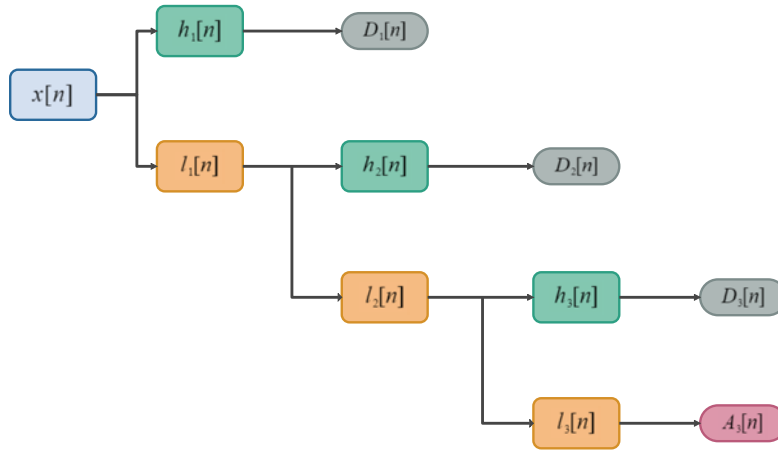 h₁[n]
D₁[n]
x[n]
l₁[n]
h₂[n]
D₂[n]
l₂[n]
h₃[n]
D₃[n]
l₃[n]
A₃[n]